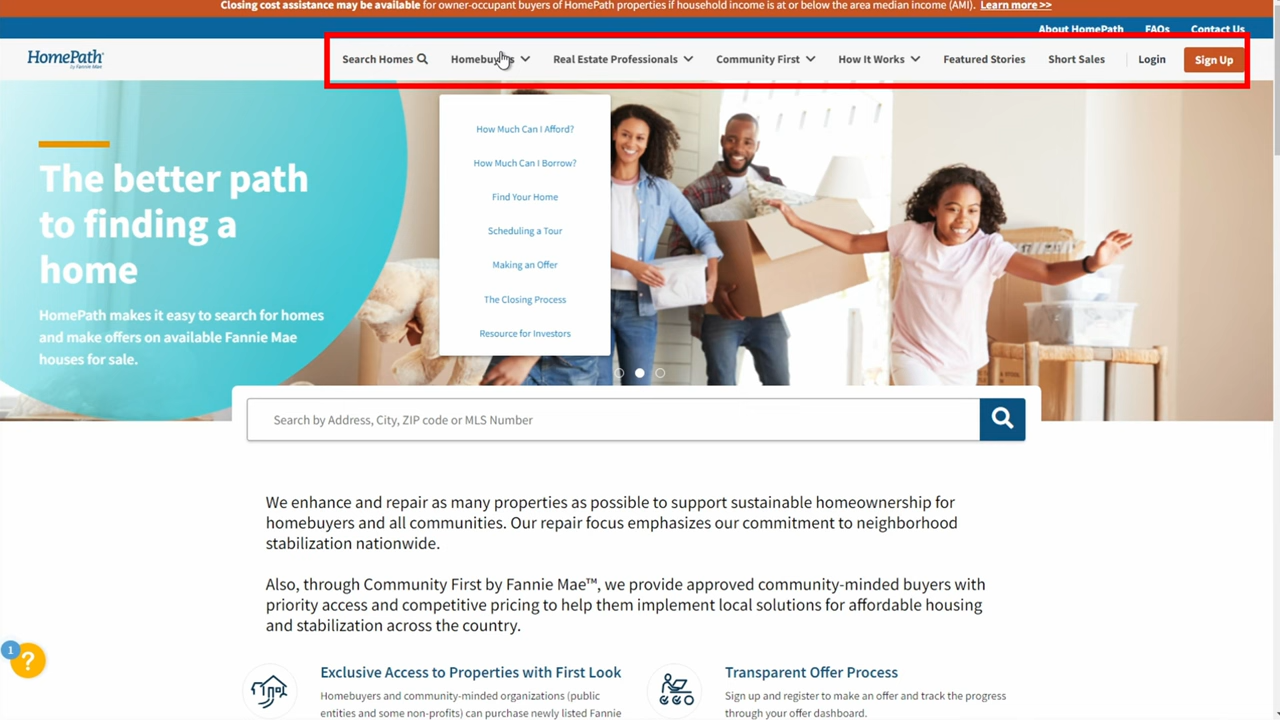 Closing cost assistance may be available for owner-occupant buyers of HomePath properties if household income is at or below the area median income (AMI). Learn more >>
About HomePath FAQs Contact Us
HomePath
by Fannie Mae
Search Homes Homebuyers Real Estate Professionals Community First How It Works Featured Stories Short Sales Login Sign Up
How Much Can I Afford?
How Much Can I Borrow?
Find Your Home
Scheduling a Tour
Making an Offer
The Closing Process
Resource for Investors
The better path
to finding a
home
HomePath makes it easy to search for homes
and make offers on available Fannie Mae
houses for sale.
Search by Address, City, ZIP code or MLS Number
We enhance and repair as many properties as possible to support sustainable homeownership for
homebuyers and all communities. Our repair focus emphasizes our commitment to neighborhood
stabilization nationwide.
Also, through Community First by Fannie Mae™, we provide approved community-minded buyers with
priority access and competitive pricing to help them implement local solutions for affordable housing
and stabilization across the country.
1
?
Exclusive Access to Properties with First Look
Homebuyers and community-minded organizations (public
entities and some non-profits) can purchase newly listed Fannie
Transparent Offer Process
Sign up and register to make an offer and track the progress
through your offer dashboard.